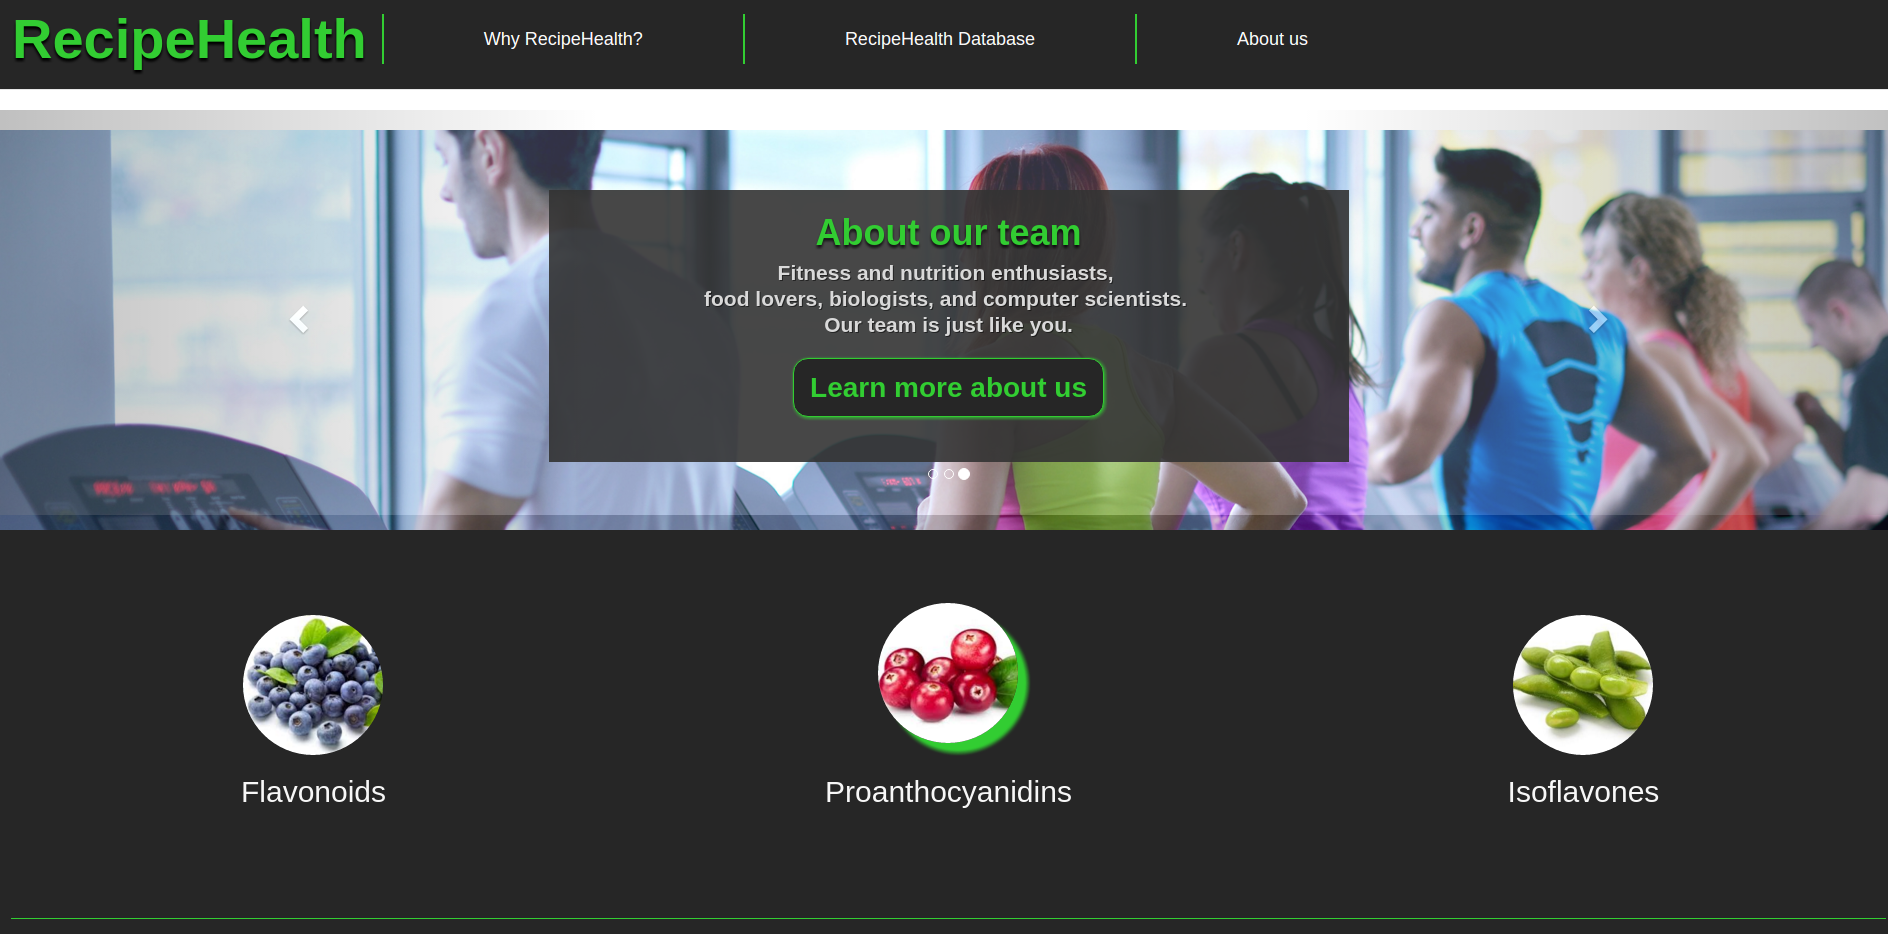 RecipeHealth
Why RecipeHealth?
RecipeHealth Database
About us
About our team
Fitness and nutrition enthusiasts,
food lovers, biologists, and computer scientists.
Our team is just like you.
Learn more about us
Flavonoids
Proanthocyanidins
Isoflavones